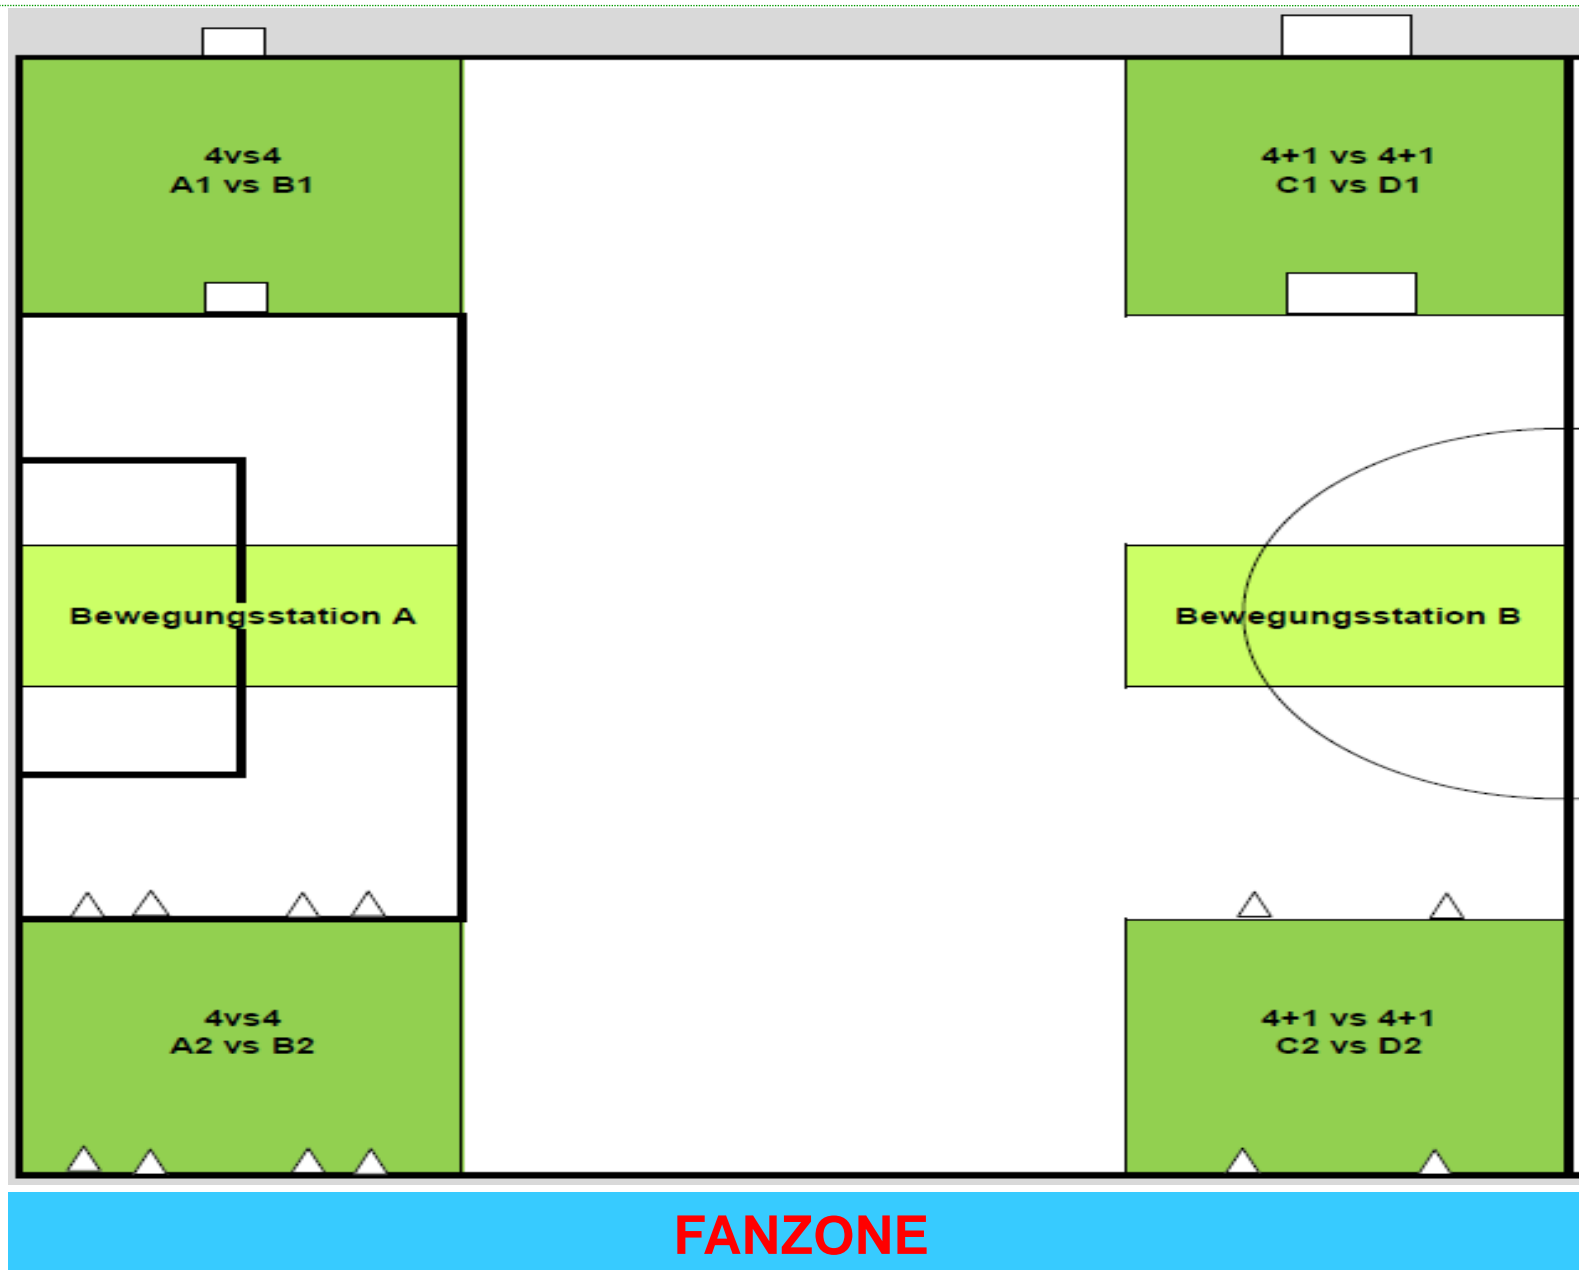 4vs4
A1 vs B1
4+1 vs 4+1
C1 vs D1
Bewegungsstation A
Bewegungsstation B
4vs4
A2 vs B2
4+1 vs 4+1
C2 vs D2
FANZONE